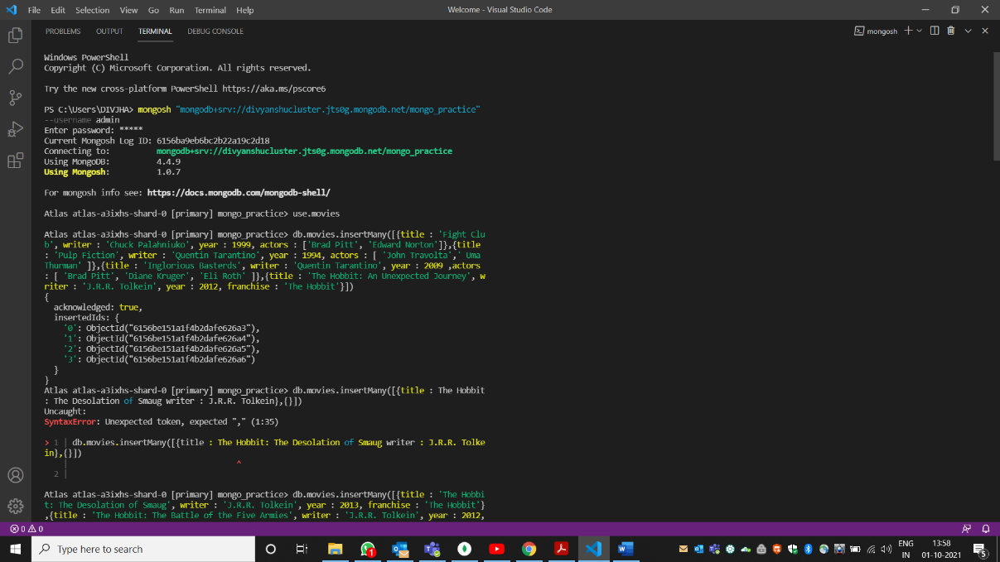 File Edit Selection View Go Run Terminal Help
Welcome - Visual Studio Code
PROBLEMS OUTPUT TERMINAL DEBUG CONSOLE
mongosh
Windows PowerShell
Copyright (C) Microsoft Corporation. All rights reserved.
Try the new cross-platform PowerShell https://aka.ms/pscore6
PS C:\Users\DIVJHA> mongosh "mongodb+srv://divyanshucluster.jts0g.mongodb.net/mongo_practice"
--username admin
Enter password: *****
Current Mongosh Log ID: 6156ba9eb6bc2b22a19c2d18
Connecting to: mongodb+srv://divyanshucluster.jts0g.mongodb.net/mongo_practice
Using MongoDB: 4.4.9
Using Mongosh: 1.0.7
For mongosh info see: https://docs.mongodb.com/mongodb-shell/
Atlas atlas-a3ixhs-shard-0 [primary] mongo_practice> use.movies
Atlas atlas-a3ixhs-shard-0 [primary] mongo_practice> db.movies.insertMany([{title : 'Fight Clu
b', writer : 'Chuck Palahniuko', year : 1999, actors : ['Brad Pitt', 'Edward Norton']},{title
: 'Pulp Fiction', writer : 'Quentin Tarantino', year : 1994, actors : [ 'John Travolta',' Uma
Thurman' ]},{title : 'Inglorious Basterds', writer : 'Quentin Tarantino', year : 2009 ,actors
: [ 'Brad Pitt', 'Diane Kruger', 'Eli Roth' ]},{title : 'The Hobbit: An Unexpected Journey', w
riter : 'J.R.R. Tolkein', year : 2012, franchise : 'The Hobbit'}])
{
acknowledged: true,
insertedIds: {
'0': ObjectId("6156be151a1f4b2dafe626a3"),
'1': ObjectId("6156be151a1f4b2dafe626a4"),
'2': ObjectId("6156be151a1f4b2dafe626a5"),
'3': ObjectId("6156be151a1f4b2dafe626a6")
}
}
Atlas atlas-a3ixhs-shard-0 [primary] mongo_practice> db.movies.insertMany([{title : The Hobbit
: The Desolation of Smaug writer : J.R.R. Tolkein},{}])
Uncaught:
SyntaxError: Unexpected token, expected "," (1:35)
> 1 | db.movies.insertMany([{title : The Hobbit: The Desolation of Smaug writer : J.R.R. Tolke
in},{}])
| ^
2 |
Atlas atlas-a3ixhs-shard-0 [primary] mongo_practice> db.movies.insertMany([{title : 'The Hobbi
t: The Desolation of Smaug', writer : 'J.R.R. Tolkein', year : 2013, franchise : 'The Hobbit'}
,{title : 'The Hobbit: The Battle of the Five Armies', writer : 'J.R.R. Tolkein', year : 2012,
0 0
Type here to search
1
ENG
IN
13:58
01-10-2021
5